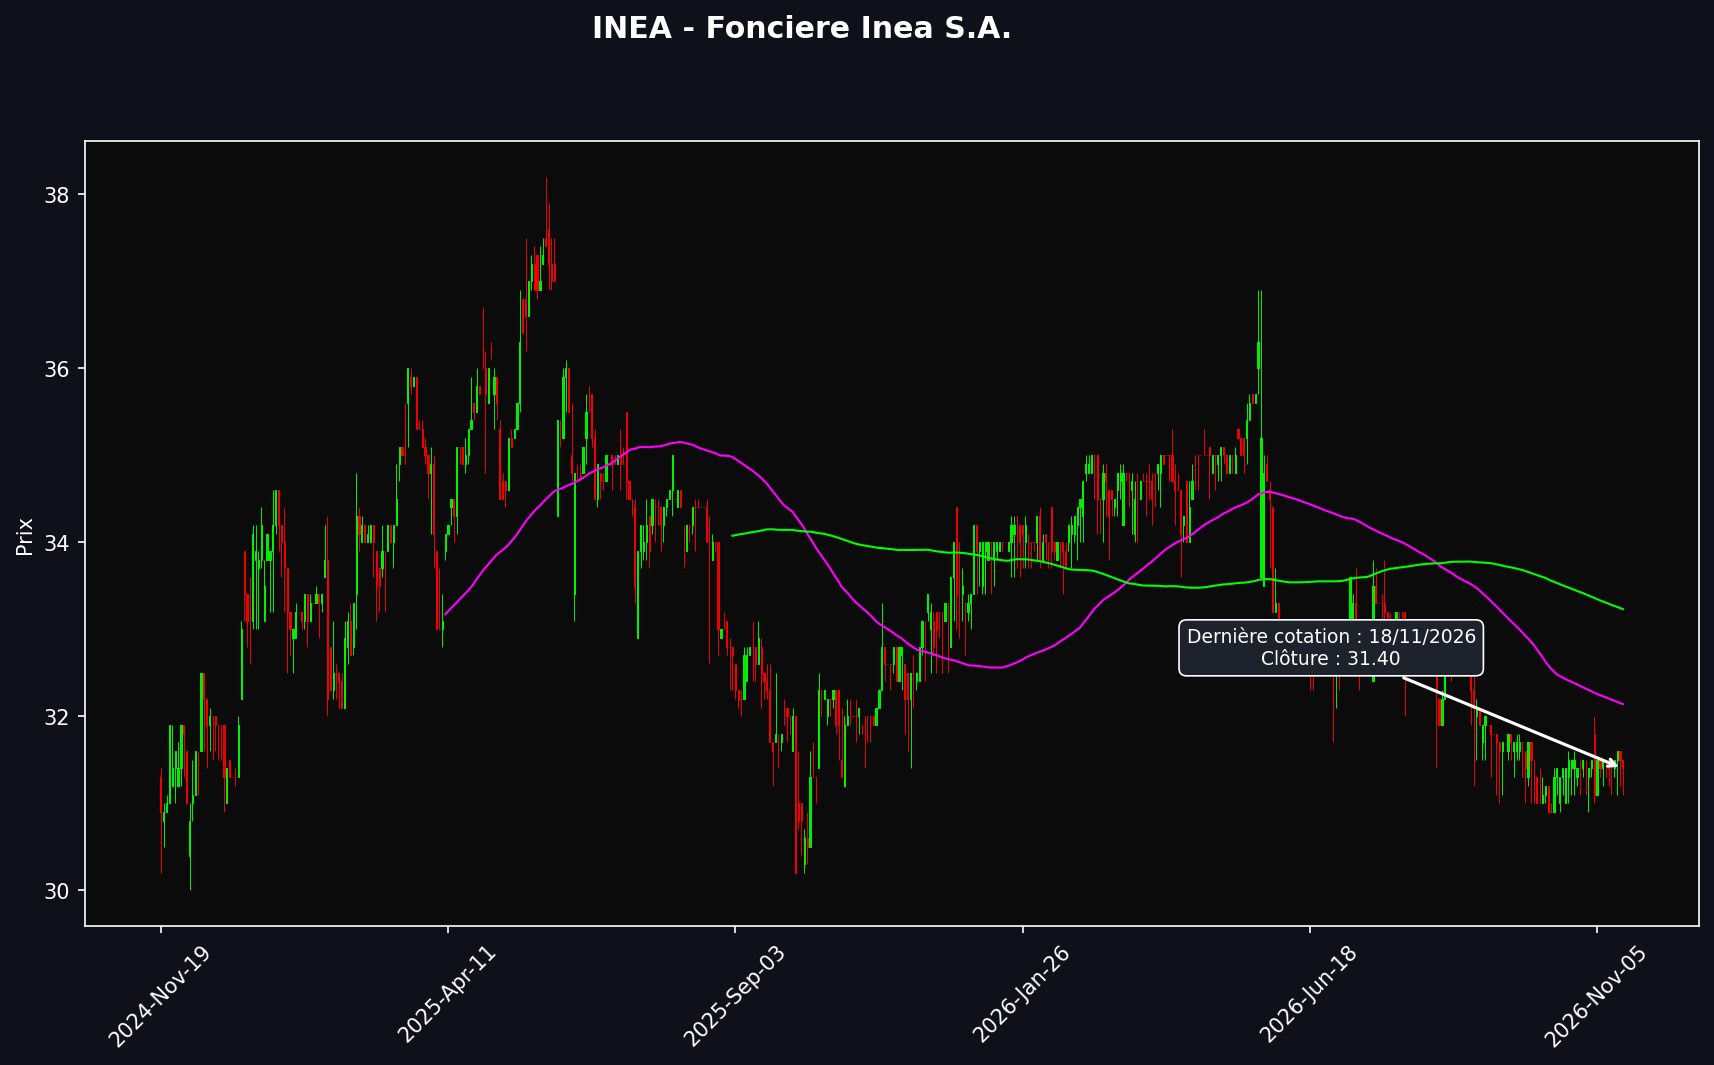 INEA - Fonciere Inea S.A.
Prix
38
36
34
32
30
Dernière cotation : 18/11/2026
Clôture : 31.40
2024-Nov-19
2025-Apr-11
2025-Sep-03
2026-Jan-26
2026-Jun-18
2026-Nov-05